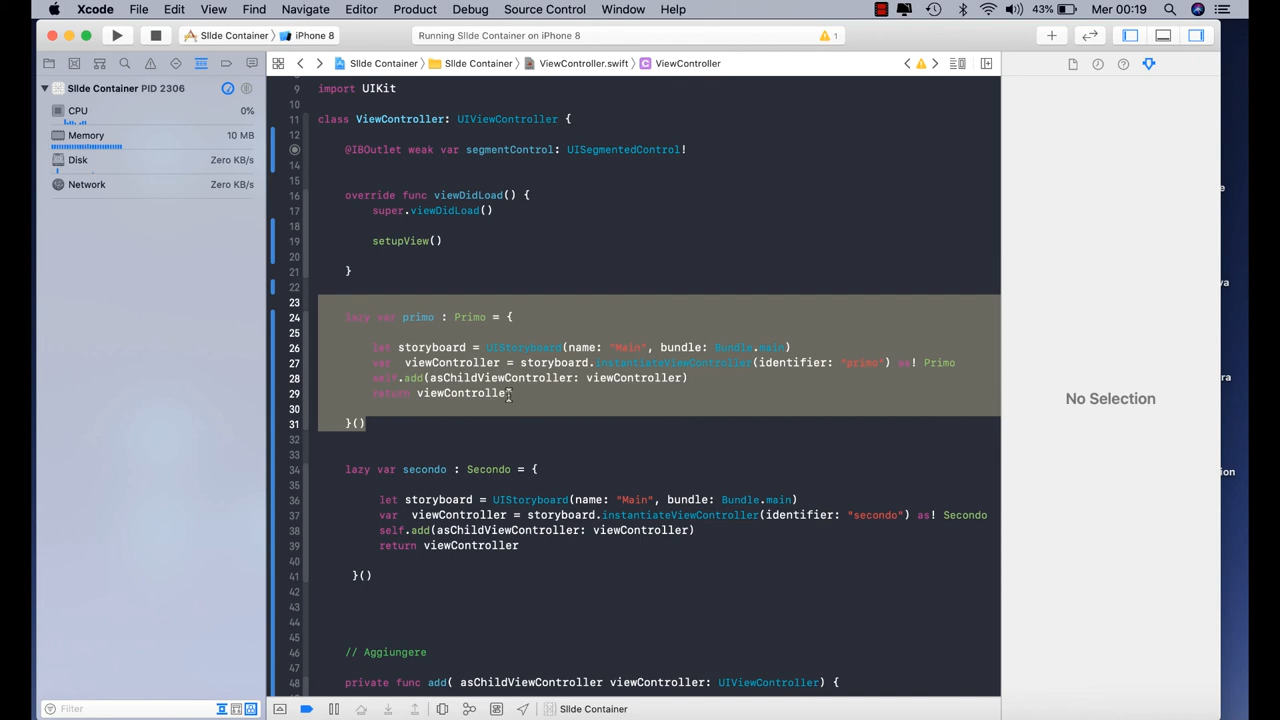 Xcode File Edit View Find Navigate Editor Product Debug Source Control Window Help 43% Mer 00:19
SlIde Container iPhone 8 Running SlIde Container on iPhone 8 1
SlIde Container SlIde Container ViewController.swift ViewController
SlIde Container PID 2306
CPU 0%
Memory 10 MB
Disk Zero KB/s
Network Zero KB/s
9 import UIKit
10
11 class ViewController: UIViewController {
12
@IBOutlet weak var segmentControl: UISegmentedControl!
14
15
16 override func viewDidLoad() {
17 super.viewDidLoad()
18
19 setupView()
20
21 }
22
23
24 lazy var primo : Primo = {
25
26 let storyboard = UIStoryboard(name: "Main", bundle: Bundle.main)
27 var viewController = storyboard.instantiateViewController(identifier: "primo") as! Primo
28 self.add(asChildViewController: viewController)
29 return viewController
30
31 }()
32
33
34 lazy var secondo : Secondo = {
35
36 let storyboard = UIStoryboard(name: "Main", bundle: Bundle.main)
37 var viewController = storyboard.instantiateViewController(identifier: "secondo") as! Secondo
38 self.add(asChildViewController: viewController)
39 return viewController
40
41 }()
42
43
44
45
46 // Aggiungere
47
48 private func add( asChildViewController viewController: UIViewController) {
No Selection
Filter
SlIde Container